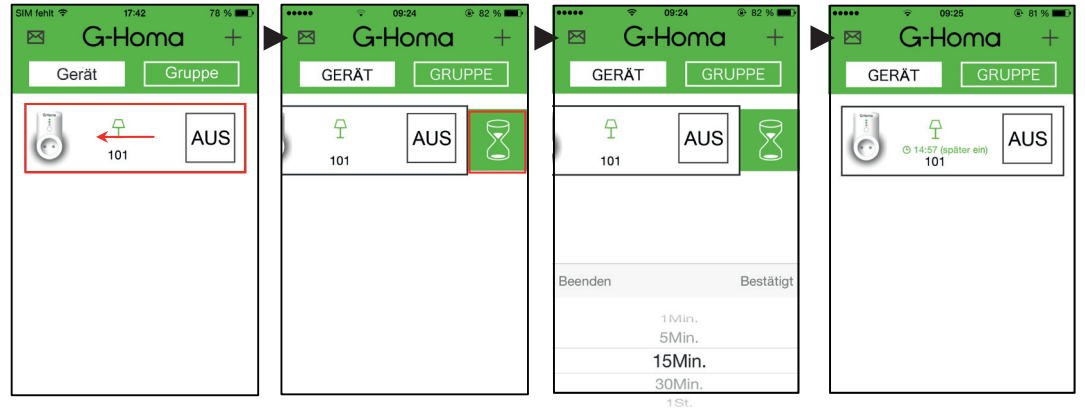 SIM fehlt 17:42 78 %
G-Homa +
Gerät Gruppe
101
AUS
09:24 82 %
G-Homa +
GERÄT GRUPPE
101
AUS
09:24 82 %
G-Homa +
GERÄT GRUPPE
101
AUS
Beenden Bestätigt
1Min.
5Min.
15Min.
30Min.
1St.
09:25 81 %
G-Homa +
GERÄT GRUPPE
14:57 (später ein)
101
AUS